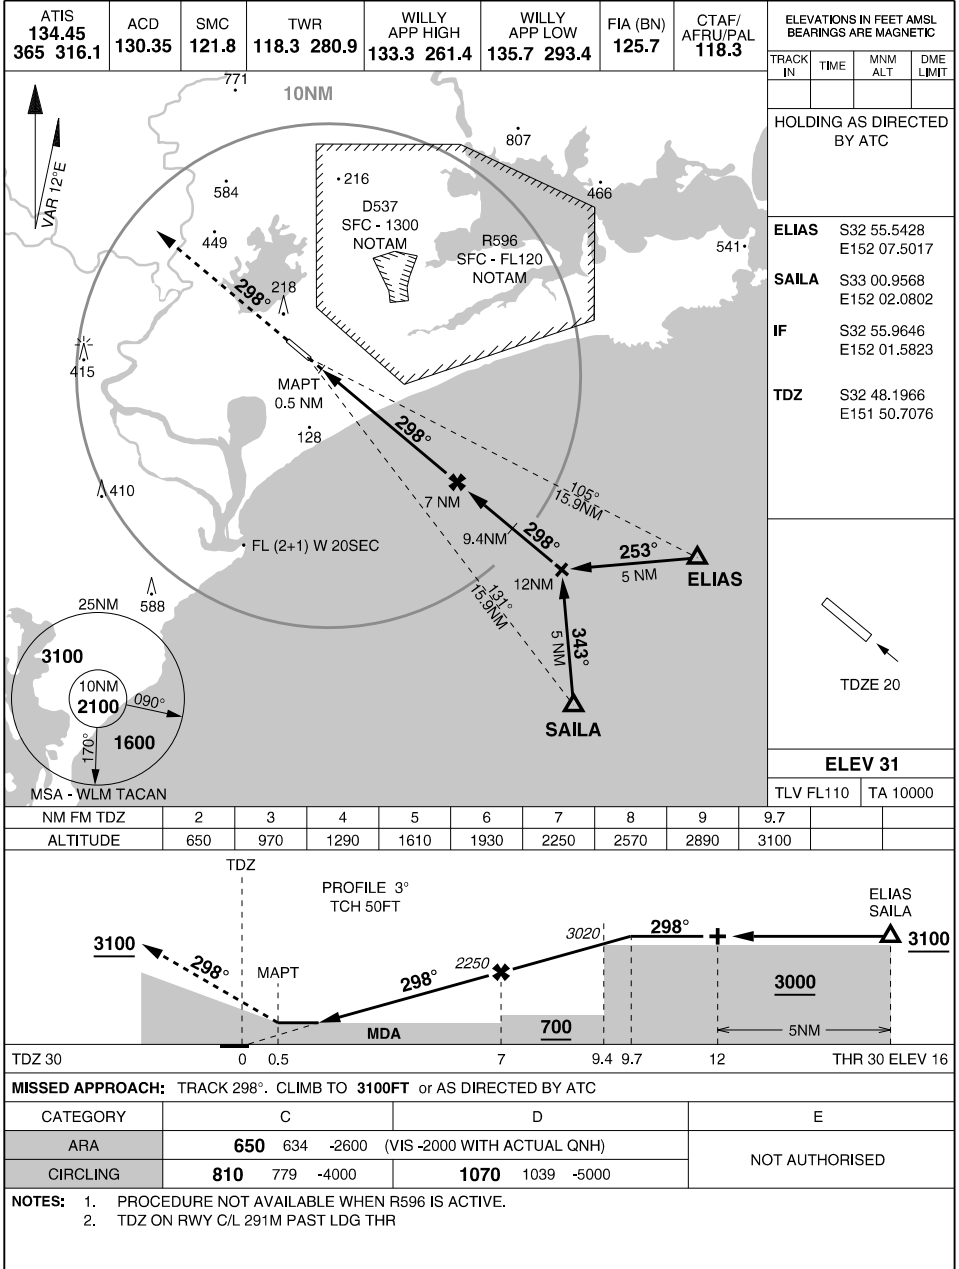 ATIS
134.45
365 316.1
ACD
130.35
SMC
121.8
TWR
118.3 280.9
WILLY
APP HIGH
133.3 261.4
WILLY
APP LOW
135.7 293.4
FIA (BN)
125.7
CTAF/
AFRU/PAL
118.3
ELEVATIONS IN FEET AMSL
BEARINGS ARE MAGNETIC
TRACK IN
TIME
MNM ALT
DME LIMIT
HOLDING AS DIRECTED
BY ATC
ELIAS S32 55.5428
E152 07.5017
SAILA S33 00.9568
E152 02.0802
IF S32 55.9646
E152 01.5823
TDZ S32 48.1966
E151 50.7076
TDZE 20
ELEV 31
TLV FL110 TA 10000
771
10NM
VAR 12°E
807
584
216
466
D537
SFC - 1300
NOTAM
R596
SFC - FL120
NOTAM
449
541
298°
218
415
MAPT
0.5 NM
128
298°
410
7 NM
105°
15.9NM
FL (2+1) W 20SEC
9.4NM
298°
253°
5 NM
ELIAS
12NM
131°
15.9NM
343°
5 NM
SAILA
588
25NM
3100
10NM
2100
090°
170°
1600
MSA - WLM TACAN
NM FM TDZ 2 3 4 5 6 7 8 9 9.7
ALTITUDE 650 970 1290 1610 1930 2250 2570 2890 3100
TDZ
PROFILE 3°
TCH 50FT
ELIAS
SAILA
3100
298°
MAPT
298°
2250
3020
298°
3100
3000
MDA
700
5NM
TDZ 30 0 0.5 7 9.4 9.7 12 THR 30 ELEV 16
MISSED APPROACH: TRACK 298°. CLIMB TO 3100FT or AS DIRECTED BY ATC
CATEGORY C D E
ARA 650 634 -2600 (VIS -2000 WITH ACTUAL QNH)
NOT AUTHORISED
CIRCLING 810 779 -4000 1070 1039 -5000
NOTES: 1. PROCEDURE NOT AVAILABLE WHEN R596 IS ACTIVE.
2. TDZ ON RWY C/L 291M PAST LDG THR